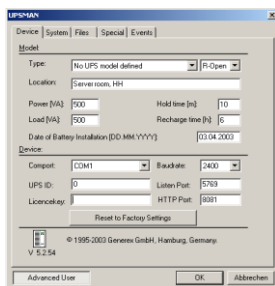 UPSMAN
Device System Files Special Events
Model:
Type: No UPS model defined R-Open
Location: Serverroom, HH
Power [VA]: 500 Hold time [m]: 10
Load [VA]: 500 Recharge time [h]: 6
Date of Battery Installation (DD.MM.YYYY): 03.04.2003
Device:
Comport: COM1 Baudrate: 2400
UPS ID: 0 Listen Port: 5769
Licencekey: HTTP Port: 8081
Reset to Factory Settings
© 1995-2003 Generex GmbH, Hamburg, Germany.
V 5.2.54
Advanced User OK Abbrechen